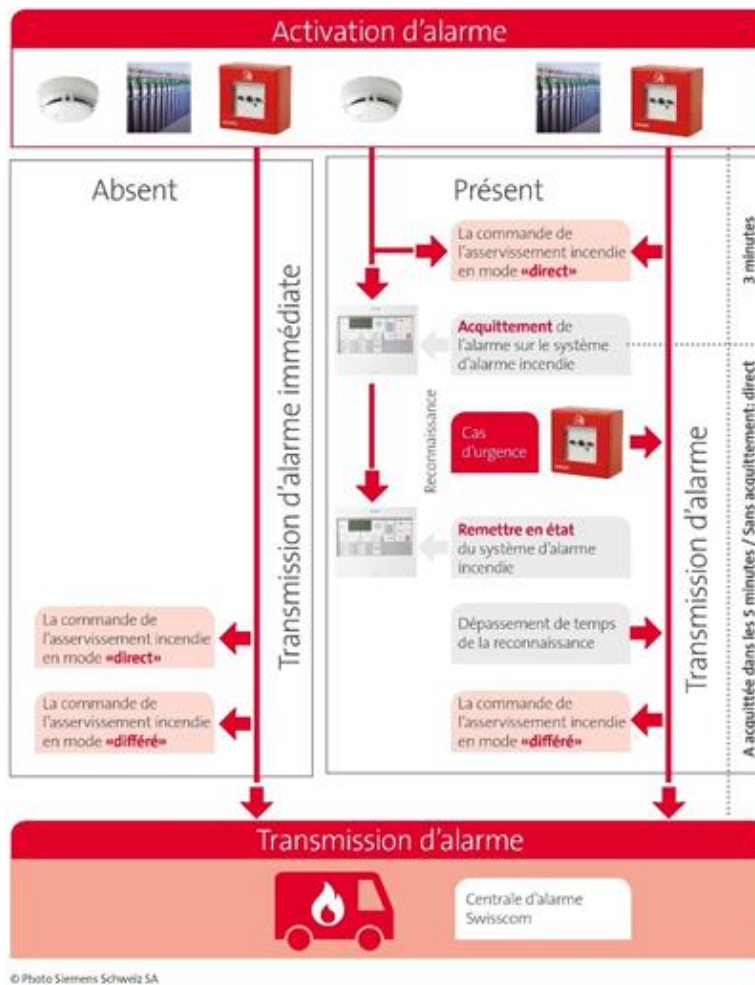 Activation d'alarme
Absent
Présent
Transmission d'alarme immédiate
La commande de
l'asservissement incendie
en mode «direct»
La commande de
l'asservissement incendie
en mode «différé»
La commande de
l'asservissement incendie
en mode «direct»
Acquittement de
l'alarme sur le système
d'alarme incendie
Reconnaissance
Cas
d'urgence
Remettre en état
du système d'alarme
incendie
Dépassement de temps
de la reconnaissance
La commande de
l'asservissement incendie
en mode «différé»
Transmission d'alarme
3 minutes
A acquittée dans les 5 minutes / Sans acquittement: direct
Transmission d'alarme
Centrale d'alarme
Swisscom
© Photo Siemens Schweiz SA